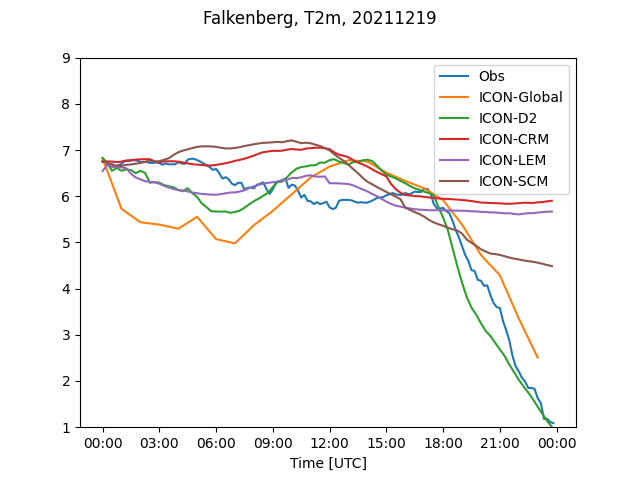 Falkenberg, T2m, 20211219
9
8
7
6
5
4
3
2
1
Obs
ICON-Global
ICON-D2
ICON-CRM
ICON-LEM
ICON-SCM
00:00 03:00 06:00 09:00 12:00 15:00 18:00 21:00 00:00
Time [UTC]